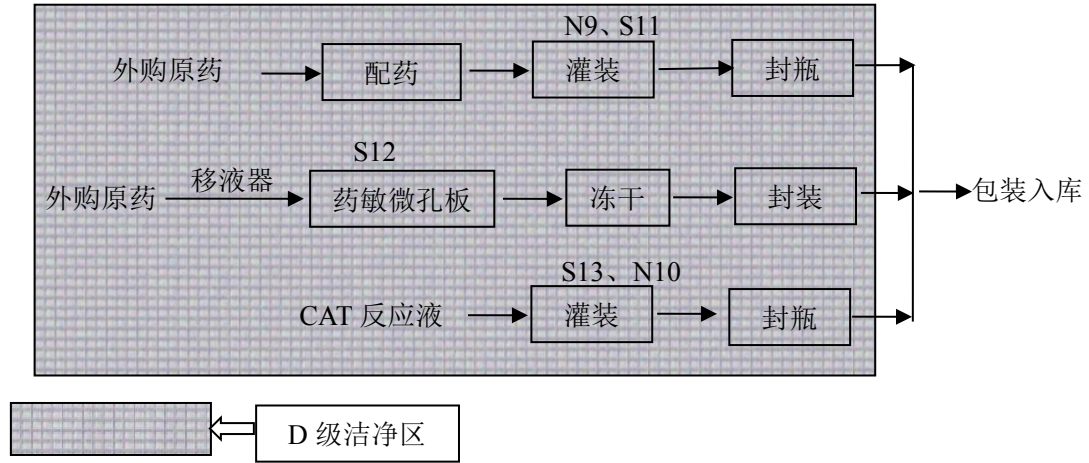 N9、S11
外购原药 配药 灌装 封瓶
S12
外购原药 移液器 药敏微孔板 冻干 封装 包装入库
S13、N10
CAT 反应液 灌装 封瓶
D 级洁净区